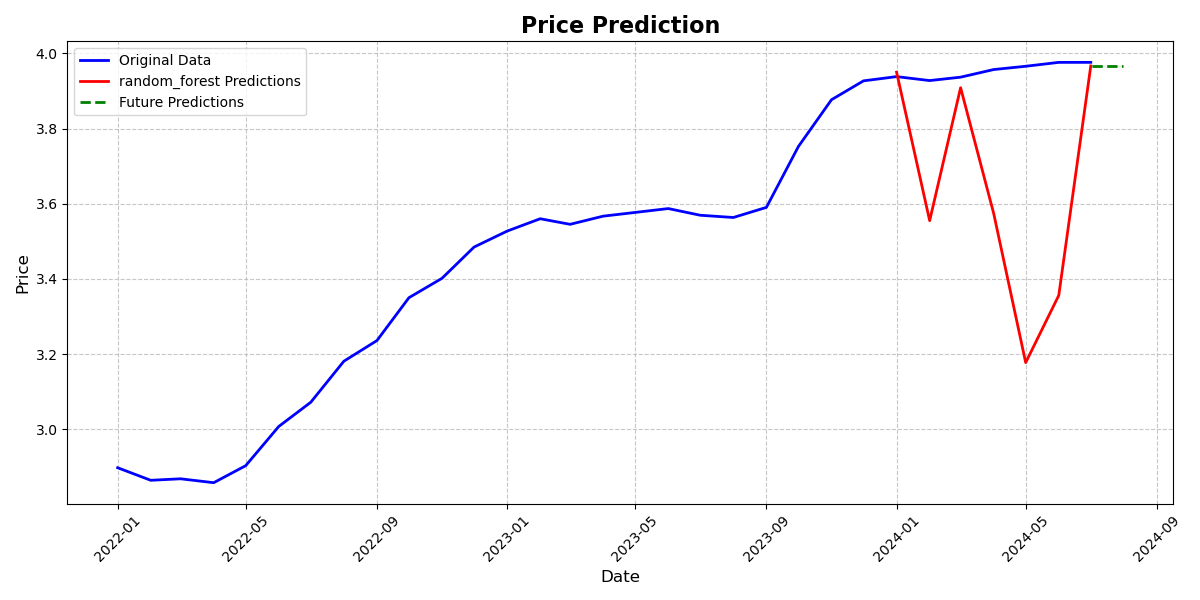 Price Prediction
Original Data
random_forest Predictions
Future Predictions
Price
4.0
3.8
3.6
3.4
3.2
3.0
2022-01
2022-05
2022-09
2023-01
2023-05
2023-09
2024-01
2024-05
2024-09
Date